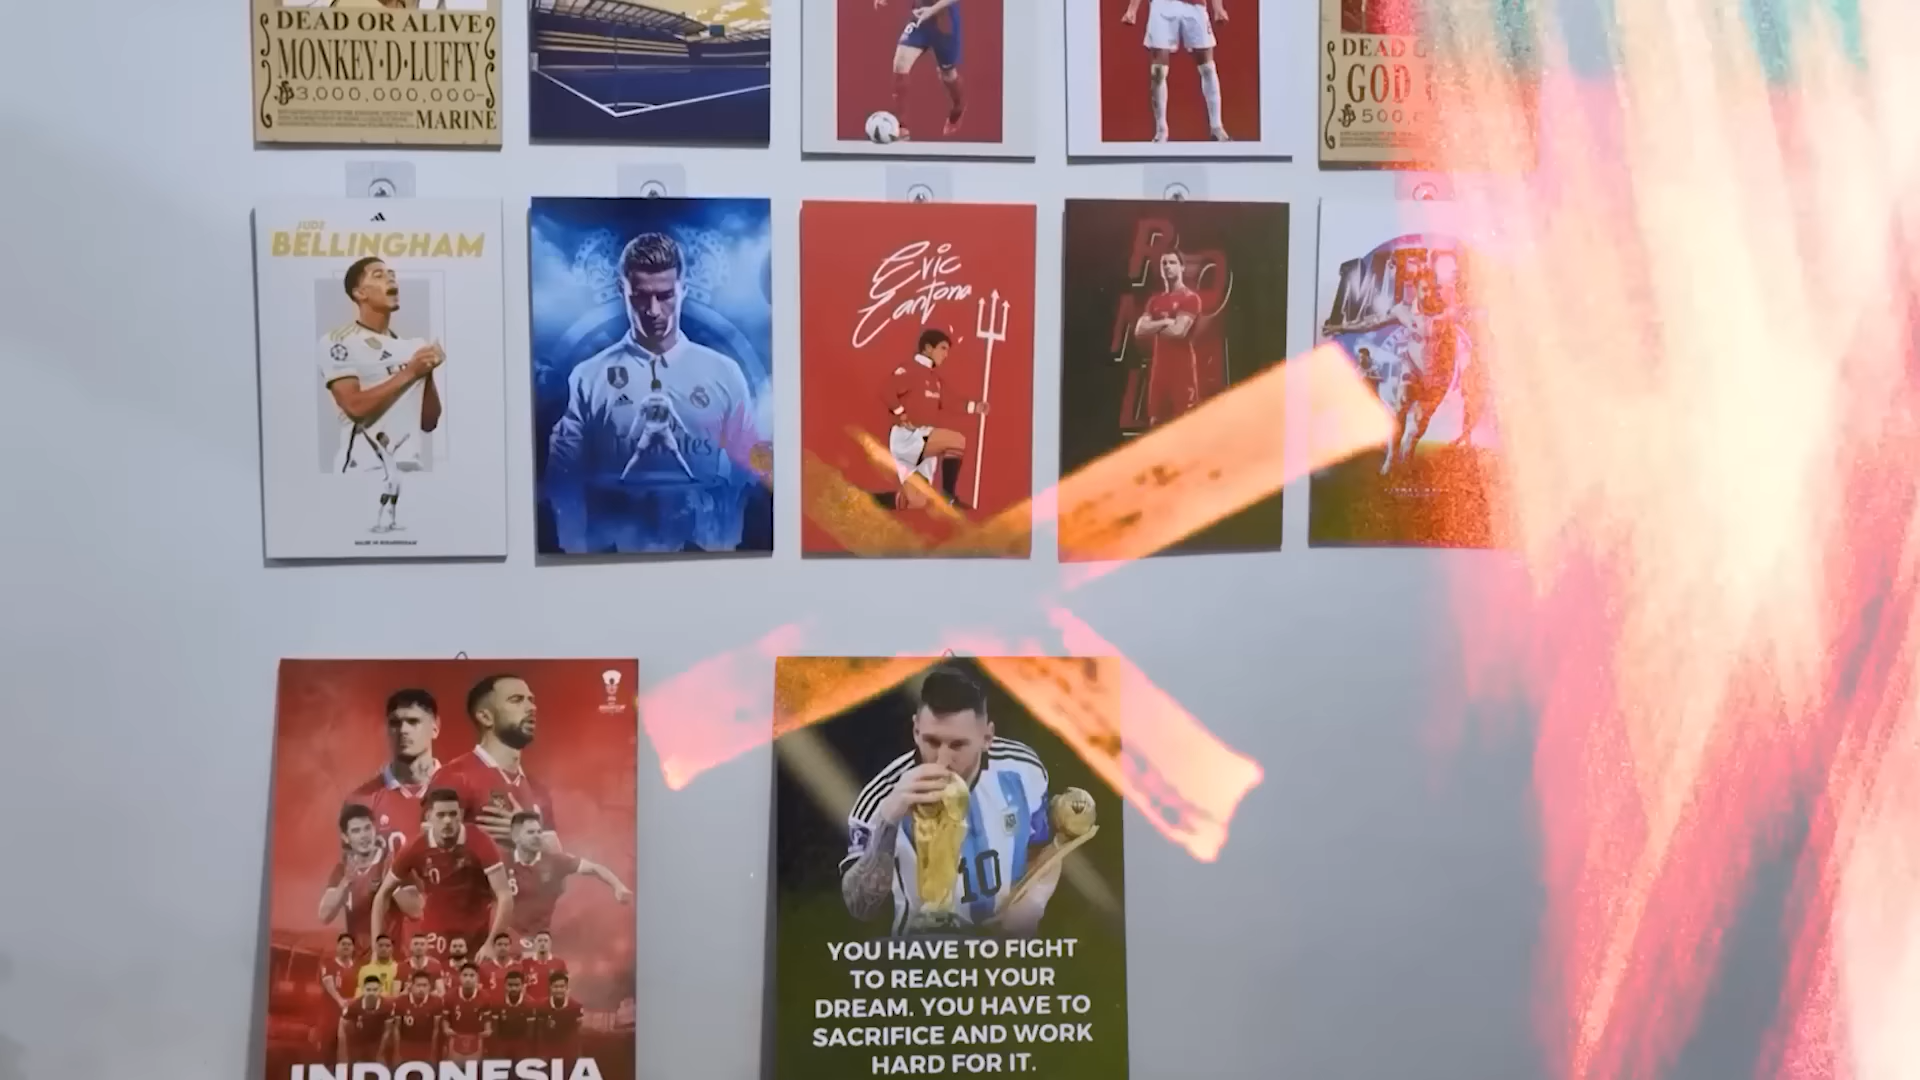 DEAD OR ALIVE
MONKEY·D·LUFFY
3,000,000,000-
MARINE
DEAD
GOD
500,
JUDE
BELLINGHAM
Eric
Cantona
YOU HAVE TO FIGHT
TO REACH YOUR
DREAM. YOU HAVE TO
SACRIFICE AND WORK
HARD FOR IT.
10
INDONESIA